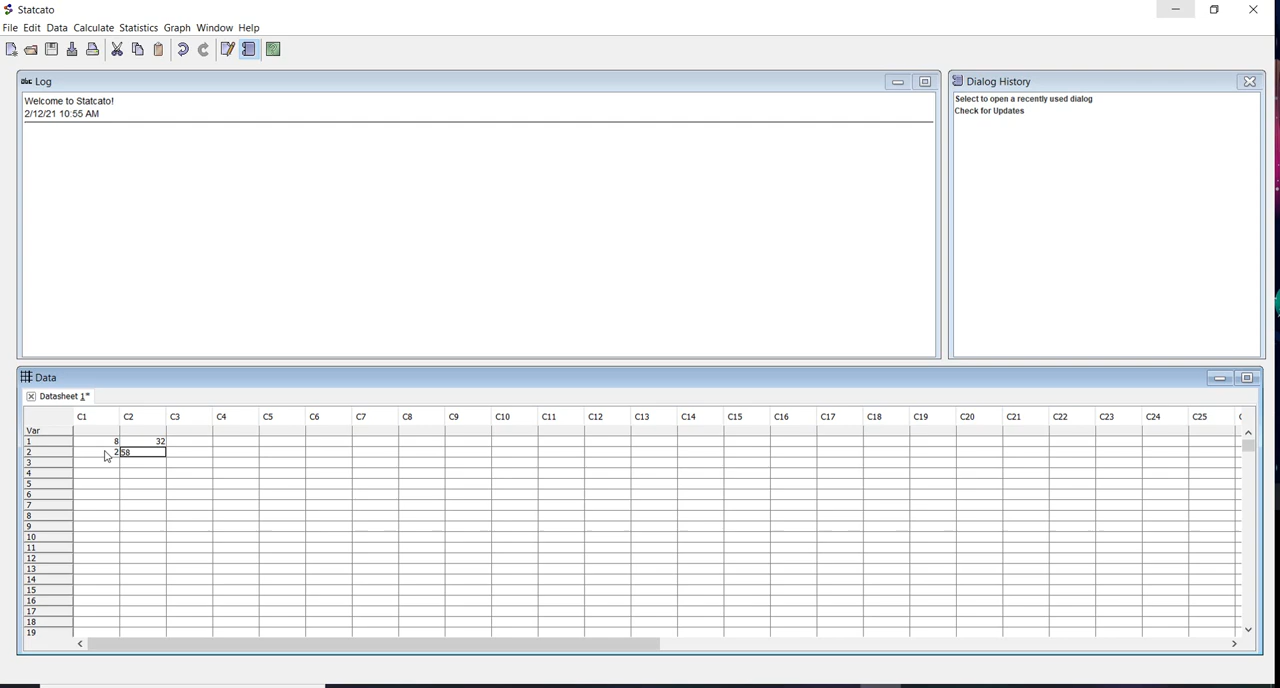 Statcato
File Edit Data Calculate Statistics Graph Window Help
Log
Welcome to Statcato!
2/12/21 10:55 AM
Dialog History
Select to open a recently used dialog
Check for Updates
Data
Datasheet 1*
C1 C2 C3 C4 C5 C6 C7 C8 C9 C10 C11 C12 C13 C14 C15 C16 C17 C18 C19 C20 C21 C22 C23 C24 C25
Var
1 8 32
2 2 58
3
4
5
6
7
8
9
10
11
12
13
14
15
16
17
18
19